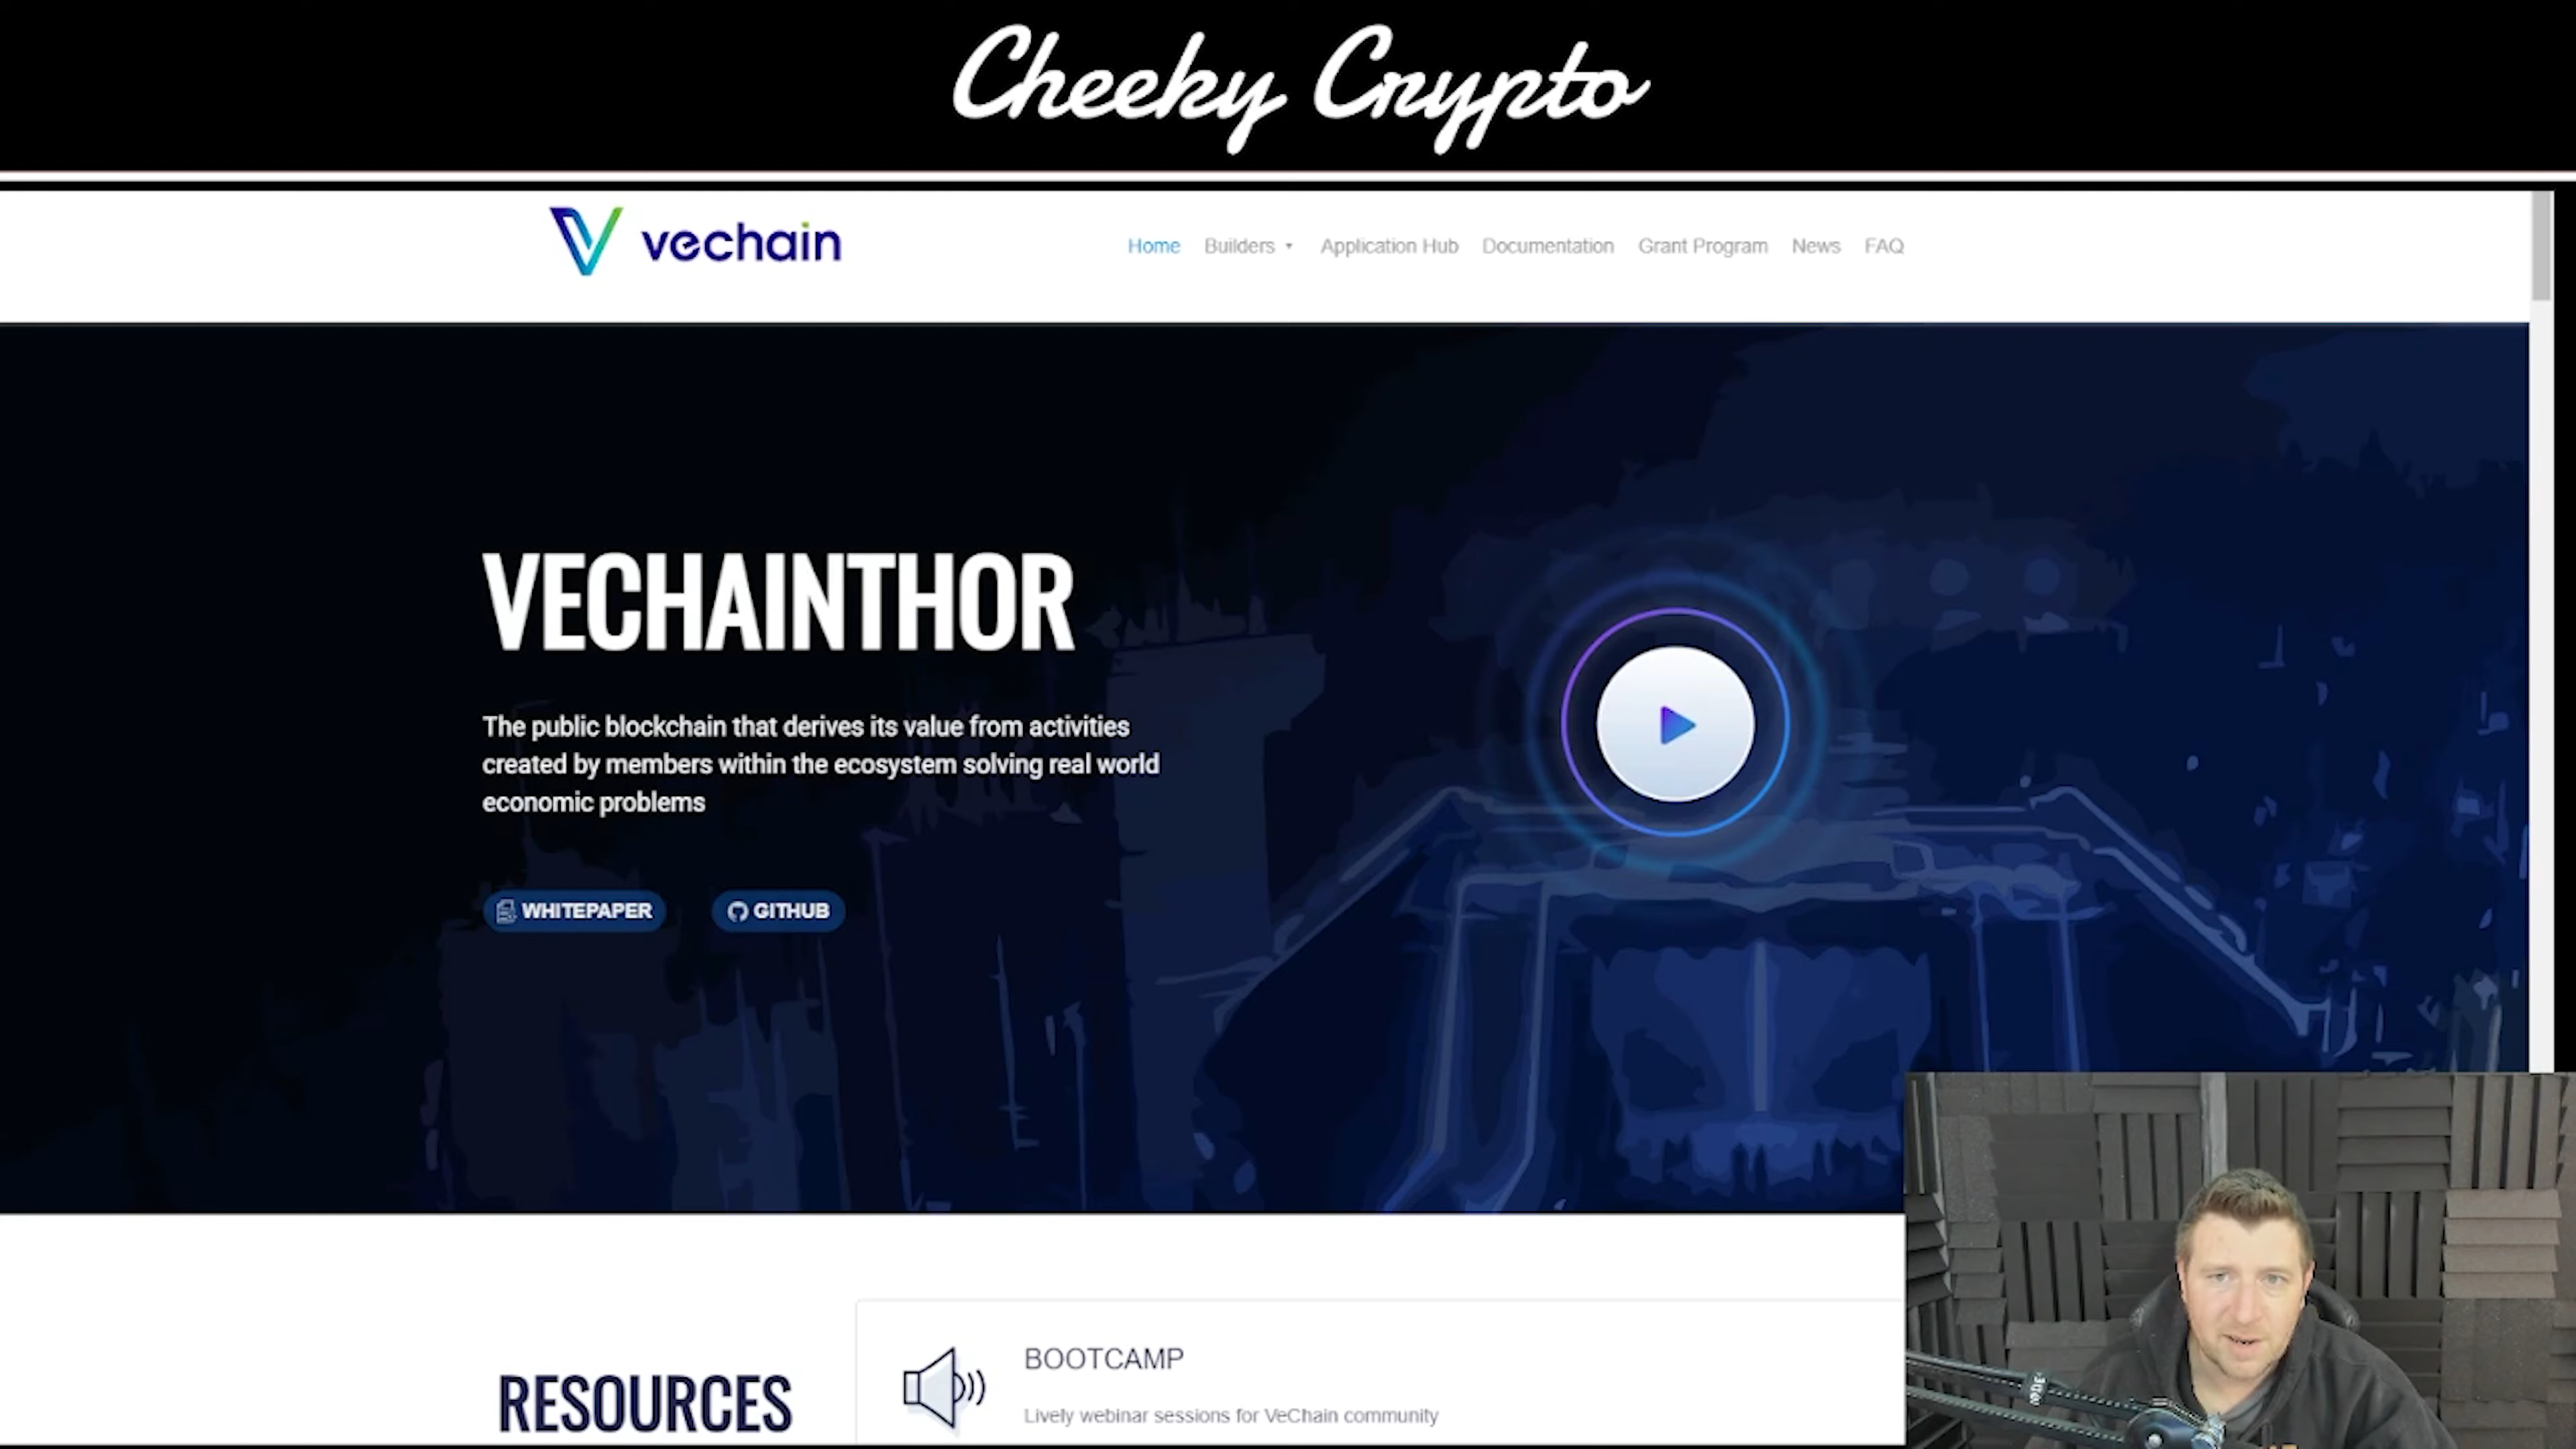 Cheeky Crypto
vechain
Home Builders Application Hub Documentation Grant Program News FAQ
VECHAINTHOR
The public blockchain that derives its value from activities
created by members within the ecosystem solving real world
economic problems
WHITEPAPER GITHUB
RESOURCES
BOOTCAMP
Lively webinar sessions for VeChain community